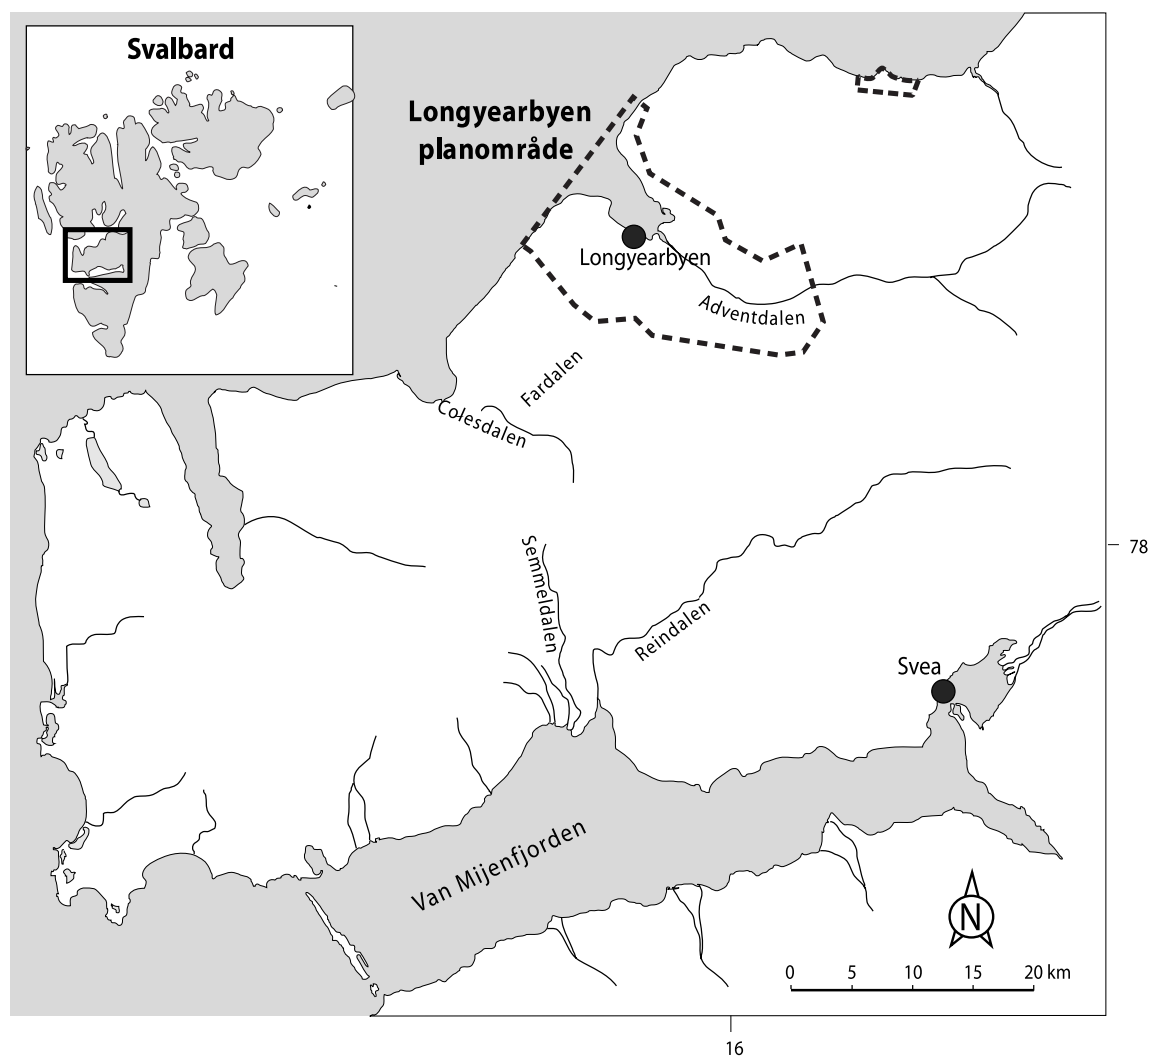 Svalbard
Longyearbyen
planområde
Longyearbyen
Adventdalen
Fardalen
Colesdalen
Semmeldalen
Reindalen
78
Svea
Van Mijenfjorden
N
0 5 10 15 20 km
16